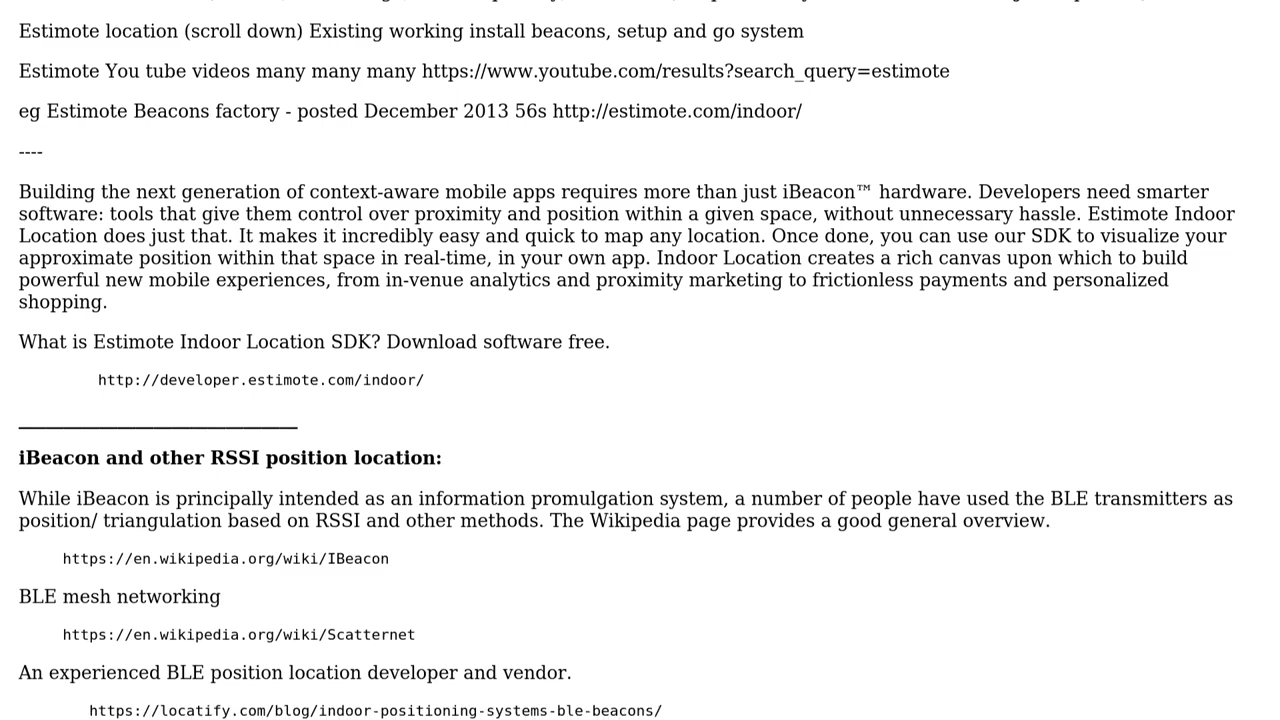 Estimote location (scroll down) Existing working install beacons, setup and go system
Estimote You tube videos many many many https://www.youtube.com/results?search_query=estimote
eg Estimote Beacons factory - posted December 2013 56s http://estimote.com/indoor/
----
Building the next generation of context-aware mobile apps requires more than just iBeacon™ hardware. Developers need smarter
software: tools that give them control over proximity and position within a given space, without unnecessary hassle. Estimote Indoor
Location does just that. It makes it incredibly easy and quick to map any location. Once done, you can use our SDK to visualize your
approximate position within that space in real-time, in your own app. Indoor Location creates a rich canvas upon which to build
powerful new mobile experiences, from in-venue analytics and proximity marketing to frictionless payments and personalized
shopping.
What is Estimote Indoor Location SDK? Download software free.
http://developer.estimote.com/indoor/
_______________________________
iBeacon and other RSSI position location:
While iBeacon is principally intended as an information promulgation system, a number of people have used the BLE transmitters as
position/ triangulation based on RSSI and other methods. The Wikipedia page provides a good general overview.
https://en.wikipedia.org/wiki/IBeacon
BLE mesh networking
https://en.wikipedia.org/wiki/Scatternet
An experienced BLE position location developer and vendor.
https://locatify.com/blog/indoor-positioning-systems-ble-beacons/